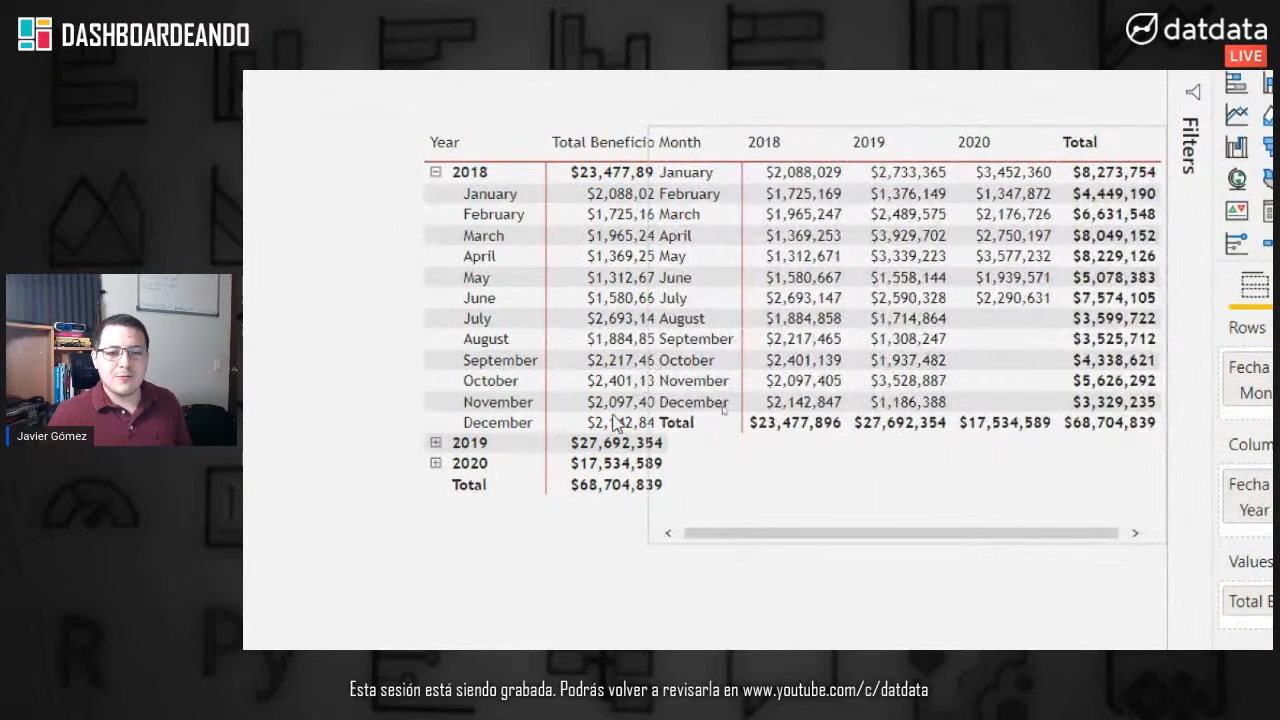 DASHBOARDEANDO
datdata
LIVE
Year Total Beneficio
2018 $23,477,89
January $2,088,02
February $1,725,16
March $1,965,24
April $1,369,25
May $1,312,67
June $1,580,66
July $2,693,14
August $1,884,85
September $2,217,46
October $2,401,13
November $2,097,40
December
2019 $27,692,354
2020 $17,534,589
Total $68,704,839
Month 2018 2019 2020 Total
January $2,088,029 $2,733,365 $3,452,360 $8,273,754
February $1,725,169 $1,376,149 $1,347,872 $4,449,190
March $1,965,247 $2,489,575 $2,176,726 $6,631,548
April $1,369,253 $3,929,702 $2,750,197 $8,049,152
May $1,312,671 $3,339,223 $3,577,232 $8,229,126
June $1,580,667 $1,558,144 $1,939,571 $5,078,383
July $2,693,147 $2,590,328 $2,290,631 $7,574,105
August $1,884,858 $1,714,864 $3,599,722
September $2,217,465 $1,308,247 $3,525,712
October $2,401,139 $1,937,482 $4,338,621
November $2,097,405 $3,528,887 $5,626,292
December $2,142,847 $1,186,388 $3,329,235
Total $23,477,896 $27,692,354 $17,534,589 $68,704,839
Filters
Rows
Fecha
Mon
Colum
Fecha
Year
Values
Total B
Javier Gómez
R Py
Esta sesión está siendo grabada. Podrás volver a revisarla en www.youtube.com/c/datdata